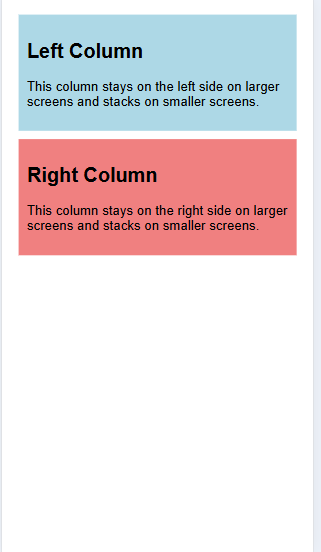 Left Column
This column stays on the left side on larger
screens and stacks on smaller screens.
Right Column
This column stays on the right side on larger
screens and stacks on smaller screens.